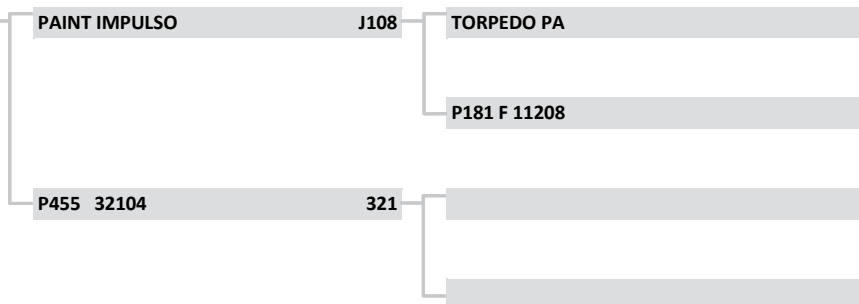 PAINT IMPULSO J108 TORPEDO PA
P181 F 11208
P455 32104 321